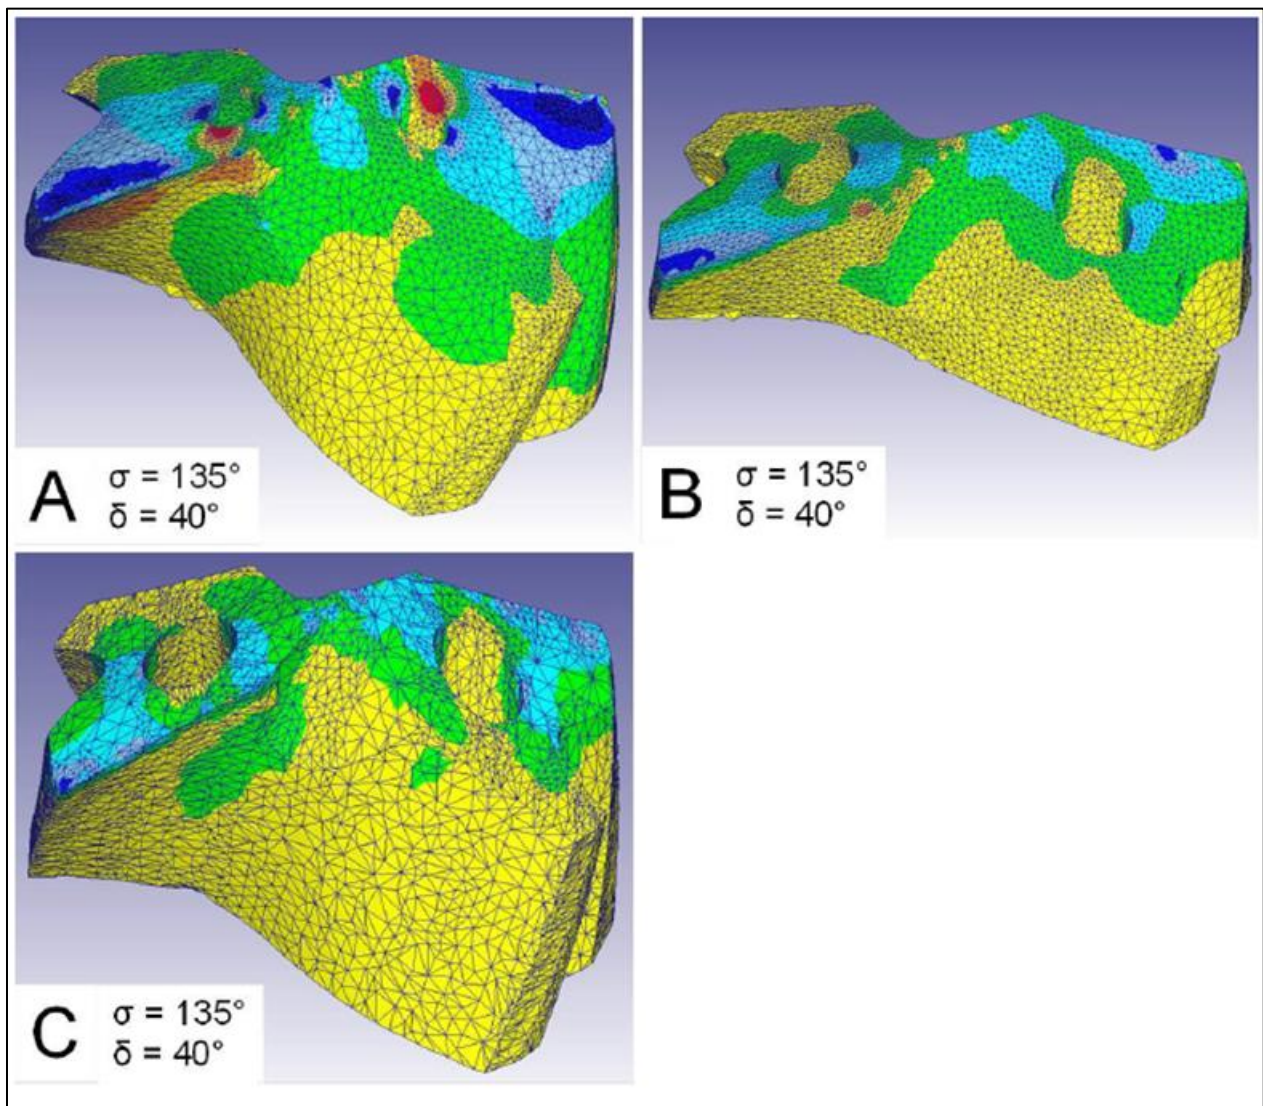 A
σ = 135°
δ = 40°
B
σ = 135°
δ = 40°
C
σ = 135°
δ = 40°